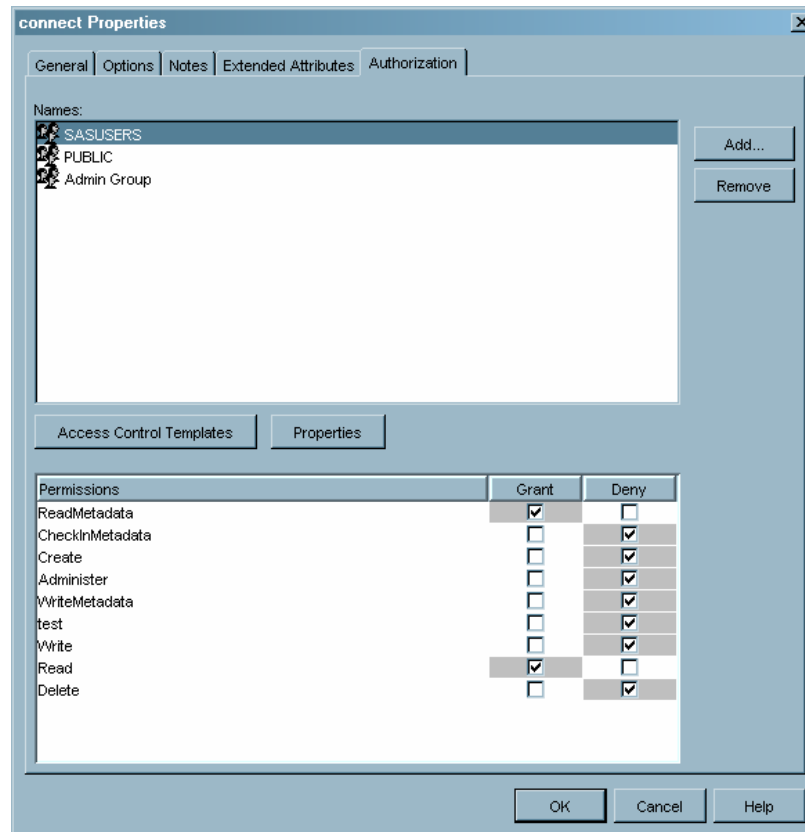 connect Properties
General Options Notes Extended Attributes Authorization
Names:
SASUSERS
PUBLIC
Admin Group
Add...
Remove
Access Control Templates Properties
Permissions Grant Deny
ReadMetadata
CheckInMetadata
Create
Administer
WriteMetadata
test
Write
Read
Delete
OK Cancel Help